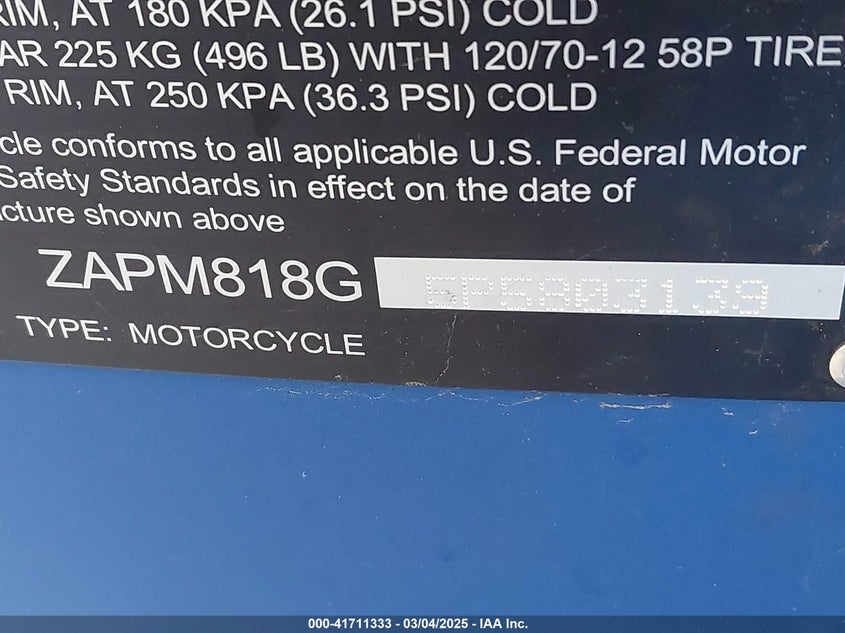 RIM, AT 180 KPA (26.1 PSI) COLD
AR 225 KG (496 LB) WITH 120/70-12 58P TIRE
RIM, AT 250 KPA (36.3 PSI) COLD
cle conforms to all applicable U.S. Federal Motor
Safety Standards in effect on the date of
cture shown above
ZAPM818G 5P5800313
TYPE: MOTORCYCLE
000-41711333 - 03/04/2025 - IAA Inc.